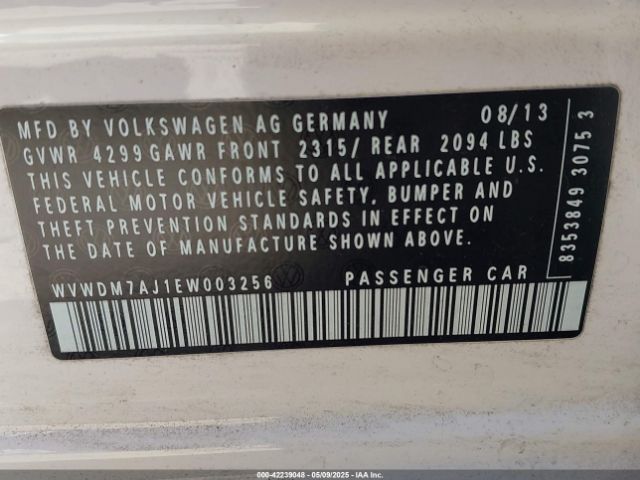 MFD BY VOLKSWAGEN AG GERMANY 08/13
GVWR 4299 GAWR FRONT 2315/ REAR 2094 LBS
THIS VEHICLE CONFORMS TO ALL APPLICABLE U.S.
FEDERAL MOTOR VEHICLE SAFETY, BUMPER AND
THEFT PREVENTION STANDARDS IN EFFECT ON
THE DATE OF MANUFACTURE SHOWN ABOVE.
WVWDM7AJ1EW003256 PASSENGER CAR
8353849 3075 3
000-42239048 - 05/09/2025 - IAAI.com